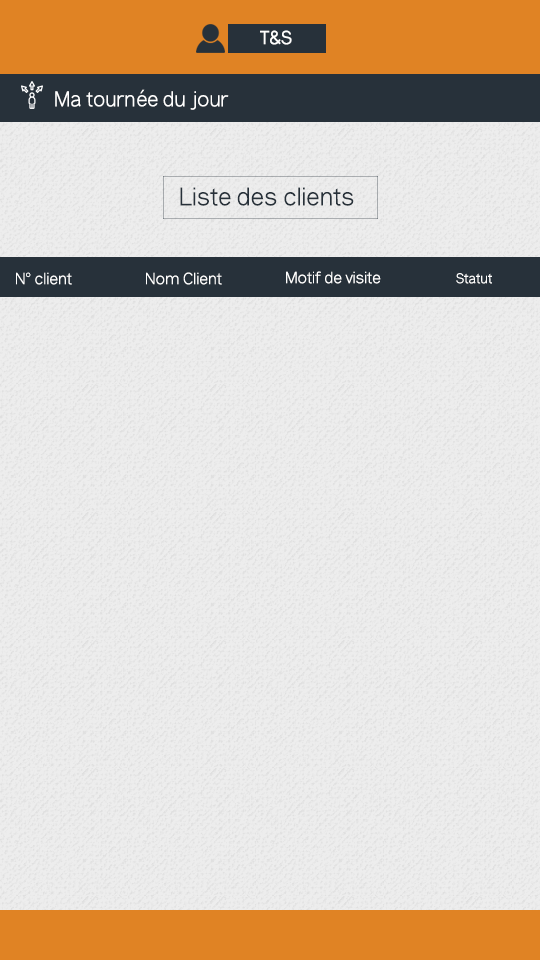 T&S
Ma tournée du jour
Liste des clients
N° client Nom Client Motif de visite Statut